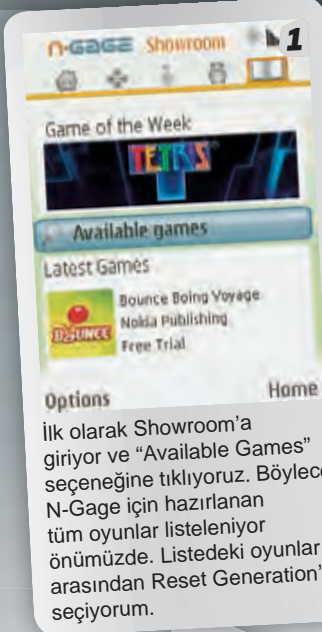 n-gage Showroom
1
Game of the Week
TETRIS
Available games
Latest Games
BOUNCE
Bounce Boing Voyage
Nokia Publishing
Free Trial
Options Home
İlk olarak Showroom’a
giriyor ve “Available Games”
seçeneğine tıklıyoruz. Böylece
N-Gage için hazırlanan
tüm oyunlar listeleniyor
önümüzde. Listedeki oyunlar
arasından Reset Generation’
seçiyorum.